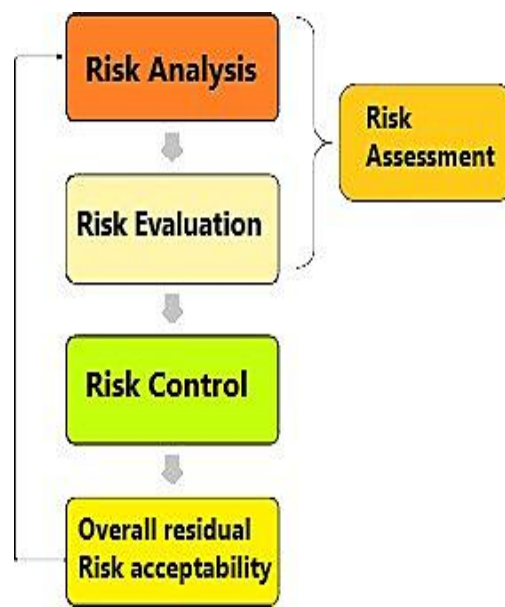 Risk Analysis
Risk
Assessment
Risk Evaluation
Risk Control
Overall residual
Risk acceptability